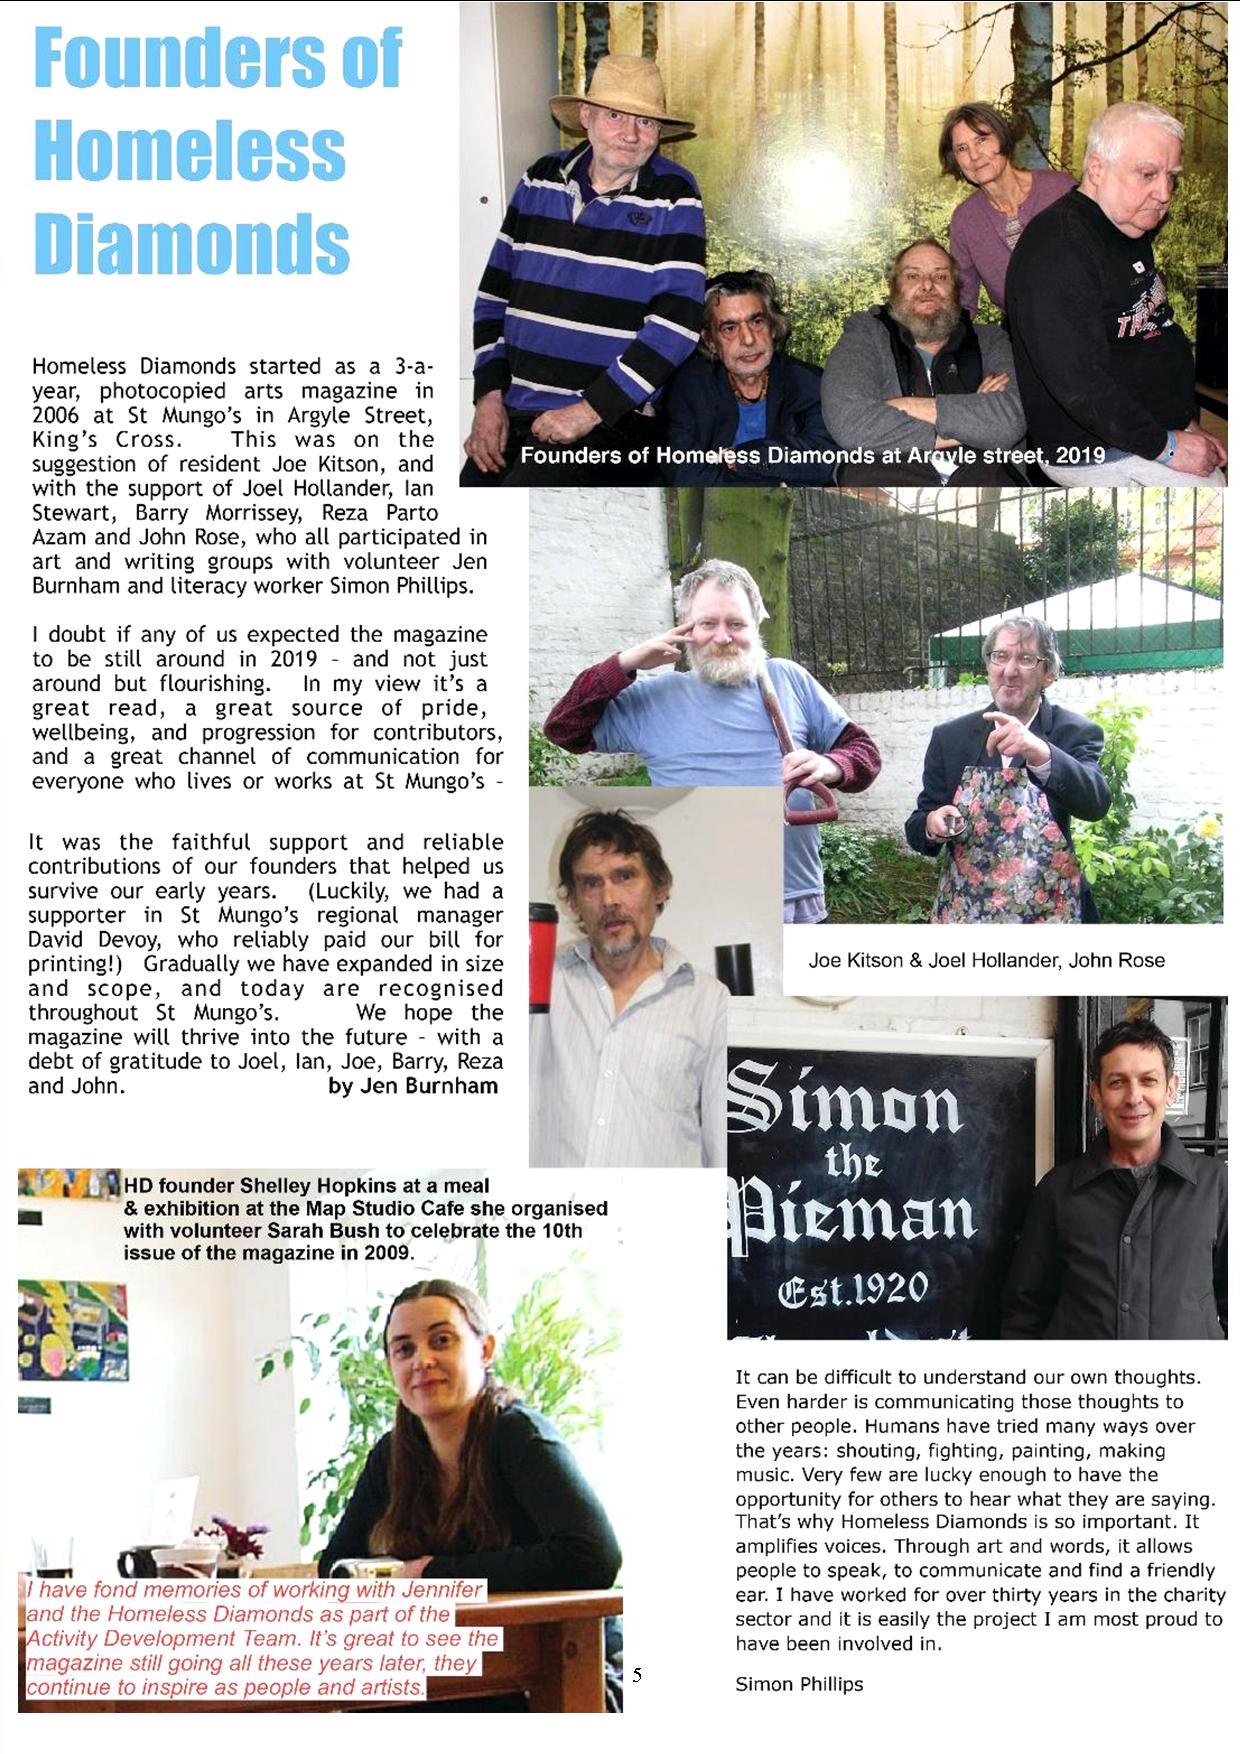 Founders of
Homeless
Diamonds
Founders of Homeless Diamonds at Argyle street, 2019
Homeless Diamonds started as a 3-a-
year, photocopied arts magazine in
2006 at St Mungo's in Argyle Street,
King's Cross. This was on the
suggestion of resident Joe Kitson, and
with the support of Joel Hollander, Ian
Stewart, Barry Morrissey, Reza Parto
Azam and John Rose, who all participated in
art and writing groups with volunteer Jen
Burnham and literacy worker Simon Phillips.
I doubt if any of us expected the magazine
to be still around in 2019 – and not just
around but flourishing. In my view it's a
great read, a great source of pride,
wellbeing, and progression for contributors,
and a great channel of communication for
everyone who lives or works at St Mungo's –
It was the faithful support and reliable
contributions of our founders that helped us
survive our early years. (Luckily, we had a
supporter in St Mungo's regional manager
David Devoy, who reliably paid our bill for
printing!) Gradually we have expanded in size
and scope, and today are recognised
throughout St Mungo's. We hope the
magazine will thrive into the future – with a
debt of gratitude to Joel, Ian, Joe, Barry, Reza
and John. by Jen Burnham
Joe Kitson & Joel Hollander, John Rose
Simon
the
Pieman
Est.1920
HD founder Shelley Hopkins at a meal
& exhibition at the Map Studio Cafe she organised
with volunteer Sarah Bush to celebrate the 10th
issue of the magazine in 2009.
I have fond memories of working with Jennifer
and the Homeless Diamonds as part of the
Activity Development Team. It's great to see the
magazine still going all these years later, they
continue to inspire as people and artists.
It can be difficult to understand our own thoughts.
Even harder is communicating those thoughts to
other people. Humans have tried many ways over
the years: shouting, fighting, painting, making
music. Very few are lucky enough to have the
opportunity for others to hear what they are saying.
That's why Homeless Diamonds is so important. It
amplifies voices. Through art and words, it allows
people to speak, to communicate and find a friendly
ear. I have worked for over thirty years in the charity
sector and it is easily the project I am most proud to
have been involved in.
Simon Phillips
5